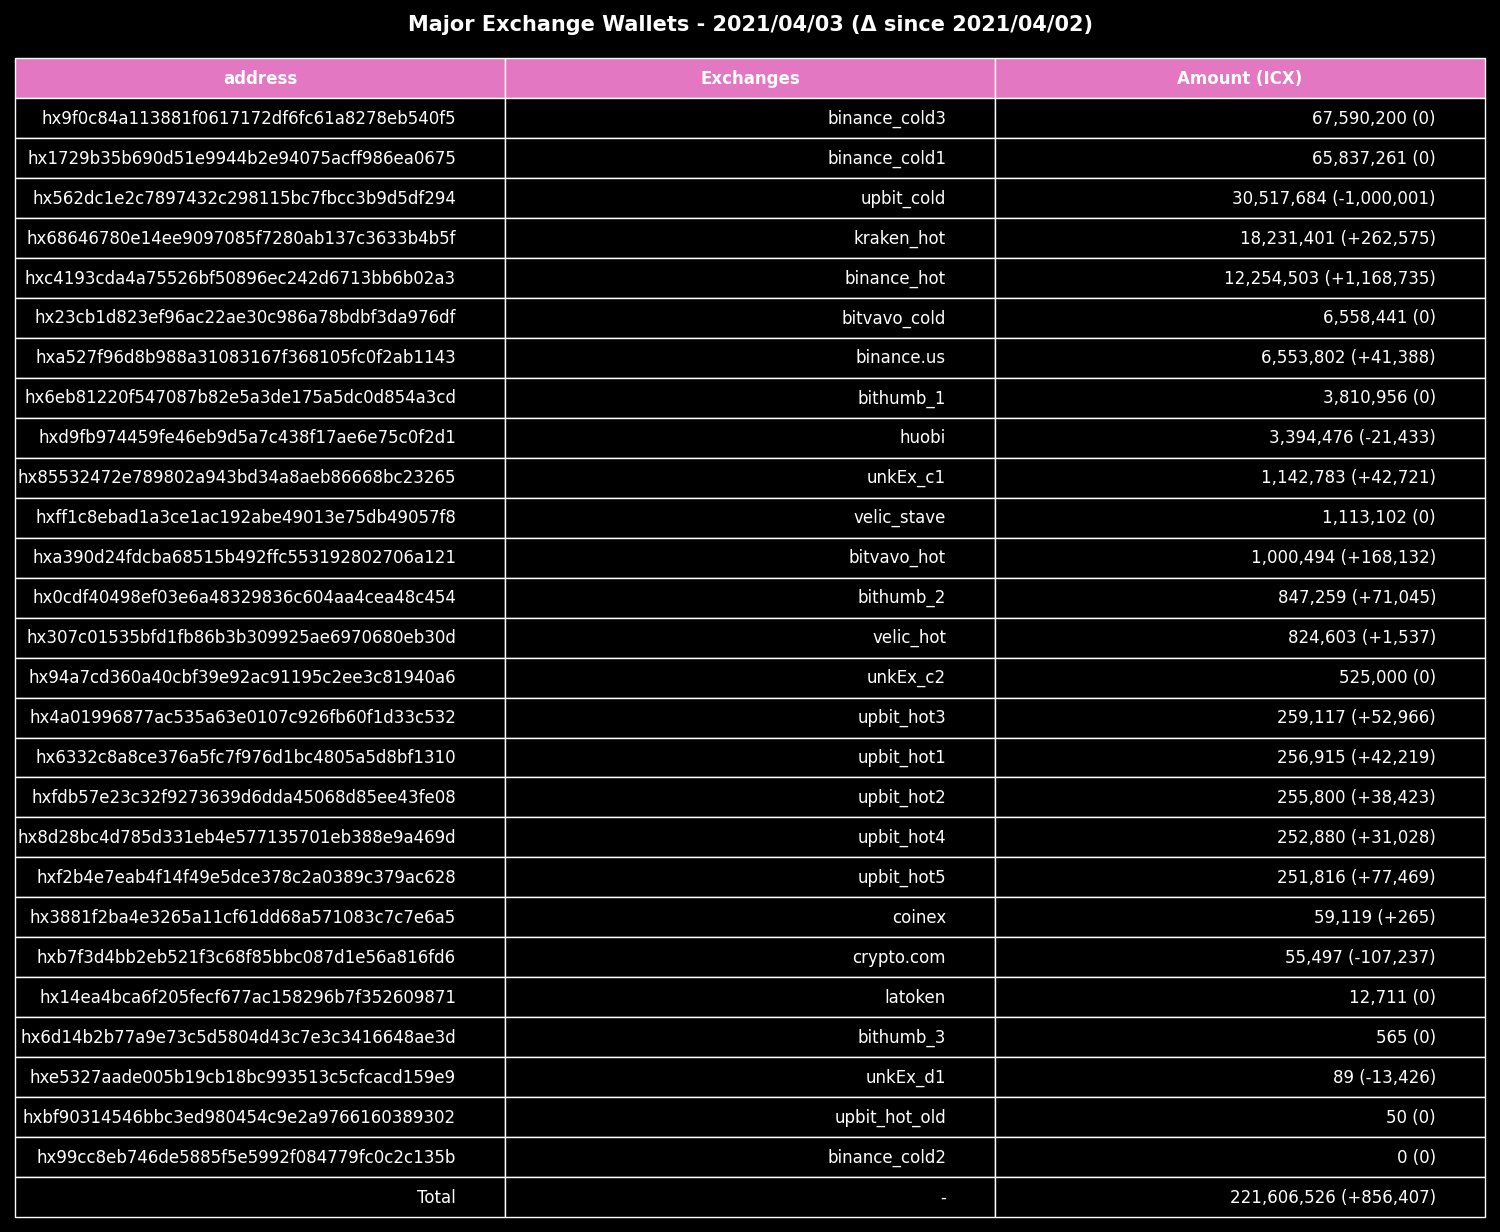 Major Exchange Wallets - 2021/04/03 (Δ since 2021/04/02)
address Exchanges Amount (ICX)
hx9f0c84a113881f0617172df6fc61a8278eb540f5 binance_cold3 67,590,200 (0)
hx1729b35b690d51e9944b2e94075acff986ea0675 binance_cold1 65,837,261 (0)
hx562dc1e2c7897432c298115bc7fbcc3b9d5df294 upbit_cold 30,517,684 (-1,000,001)
hx68646780e14ee9097085f7280ab137c3633b4b5f kraken_hot 18,231,401 (+262,575)
hxc4193cda4a75526bf50896ec242d6713bb6b02a3 binance_hot 12,254,503 (+1,168,735)
hx23cb1d823ef96ac22ae30c986a78bdbf3da976df bitvavo_cold 6,558,441 (0)
hxa527f96d8b988a31083167f368105fc0f2ab1143 binance.us 6,553,802 (+41,388)
hx6eb81220f547087b82e5a3de175a5dc0d854a3cd bithumb_1 3,810,956 (0)
hxd9fb974459fe46eb9d5a7c438f17ae6e75c0f2d1 huobi 3,394,476 (-21,433)
hx85532472e789802a943bd34a8aeb86668bc23265 unkEx_c1 1,142,783 (+42,721)
hxff1c8ebad1a3ce1ac192abe49013e75db49057f8 velic_stave 1,113,102 (0)
hxa390d24fdcba68515b492ffc553192802706a121 bitvavo_hot 1,000,494 (+168,132)
hx0cdf40498ef03e6a48329836c604aa4cea48c454 bithumb_2 847,259 (+71,045)
hx307c01535bfd1fb86b3b309925ae6970680eb30d velic_hot 824,603 (+1,537)
hx94a7cd360a40cbf39e92ac91195c2ee3c81940a6 unkEx_c2 525,000 (0)
hx4a01996877ac535a63e0107c926fb60f1d33c532 upbit_hot3 259,117 (+52,966)
hx6332c8a8ce376a5fc7f976d1bc4805a5d8bf1310 upbit_hot1 256,915 (+42,219)
hxfdb57e23c32f9273639d6dda45068d85ee43fe08 upbit_hot2 255,800 (+38,423)
hx8d28bc4d785d331eb4e577135701eb388e9a469d upbit_hot4 252,880 (+31,028)
hxf2b4e7eab4f14f49e5dce378c2a0389c379ac628 upbit_hot5 251,816 (+77,469)
hx3881f2ba4e3265a11cf61dd68a571083c7c7e6a5 coinex 59,119 (+265)
hxb7f3d4bb2eb521f3c68f85bbc087d1e56a816fd6 crypto.com 55,497 (-107,237)
hx14ea4bca6f205fecf677ac158296b7f352609871 latoken 12,711 (0)
hx6d14b2b77a9e73c5d5804d43c7e3c3416648ae3d bithumb_3 565 (0)
hxe5327aade005b19cb18bc993513c5cfcacd159e9 unkEx_d1 89 (-13,426)
hxbf90314546bbc3ed980454c9e2a9766160389302 upbit_hot_old 50 (0)
hx99cc8eb746de5885f5e5992f084779fc0c2c135b binance_cold2 0 (0)
Total - 221,606,526 (+856,407)